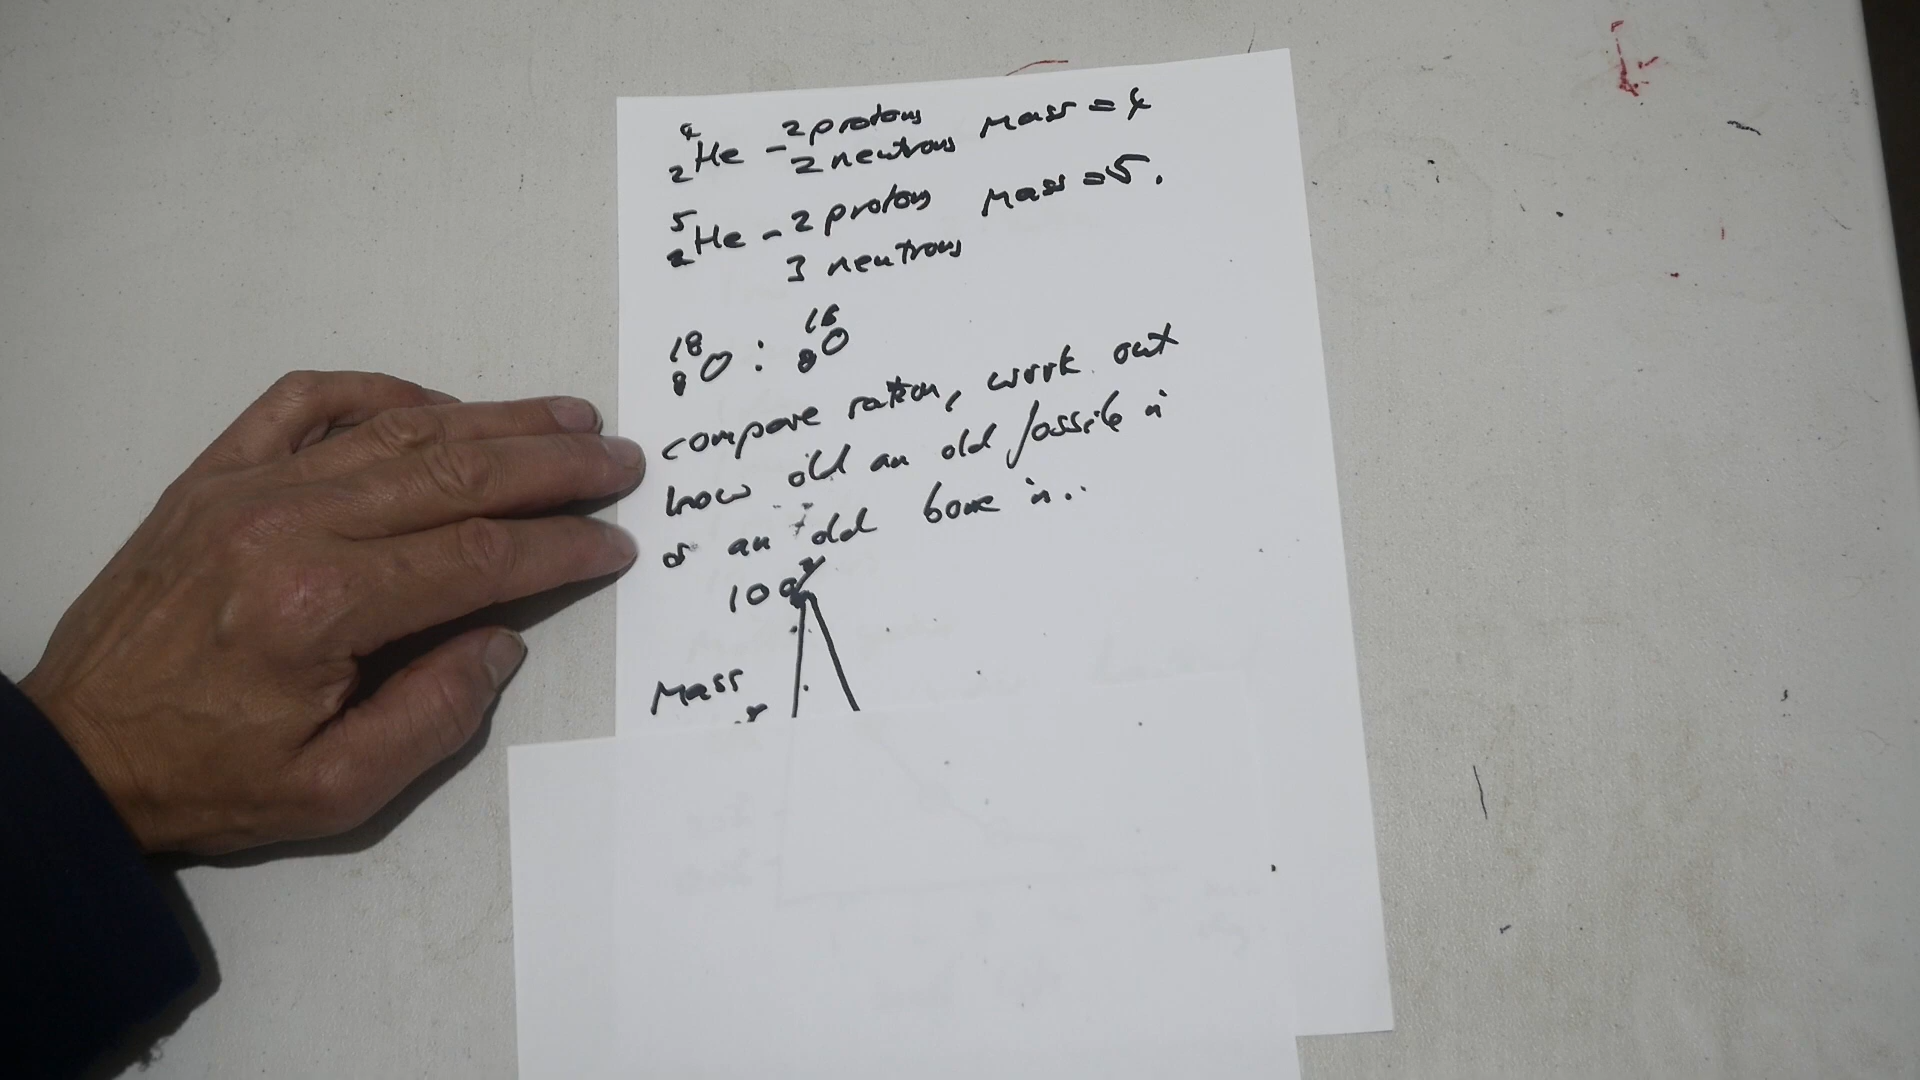 4
2He - 2 protons
2 neutrons Mass = 4
5
2He - 2 protons Mass = 5.
3 neutrons
18 16
8O : 8O
compare ration, work out
how old an old fossile is
or an old bone is..
100%
Mass